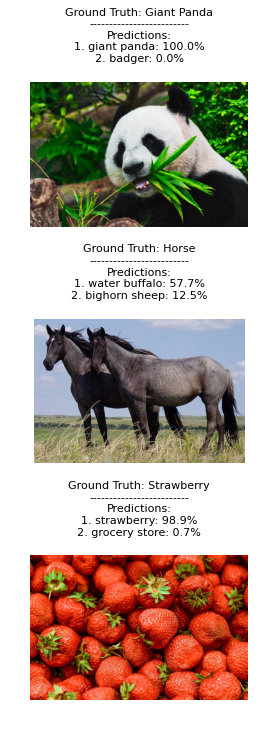 Ground Truth: Giant Panda
--------------------------
Predictions:
1. giant panda: 100.0%
2. badger: 0.0%
Ground Truth: Horse
--------------------------
Predictions:
1. water buffalo: 57.7%
2. bighorn sheep: 12.5%
Ground Truth: Strawberry
--------------------------
Predictions:
1. strawberry: 98.9%
2. grocery store: 0.7%